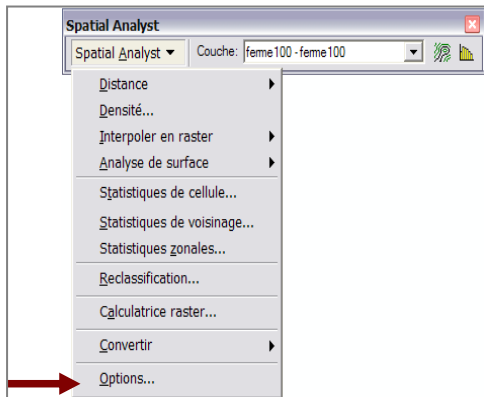 Spatial Analyst
Spatial Analyst Couche: ferme100 - ferme100
Distance
Densité...
Interpoler en raster
Analyse de surface
Statistiques de cellule...
Statistiques de voisinage...
Statistiques zonales...
Reclassification...
Calculatrice raster...
Convertir
Options...